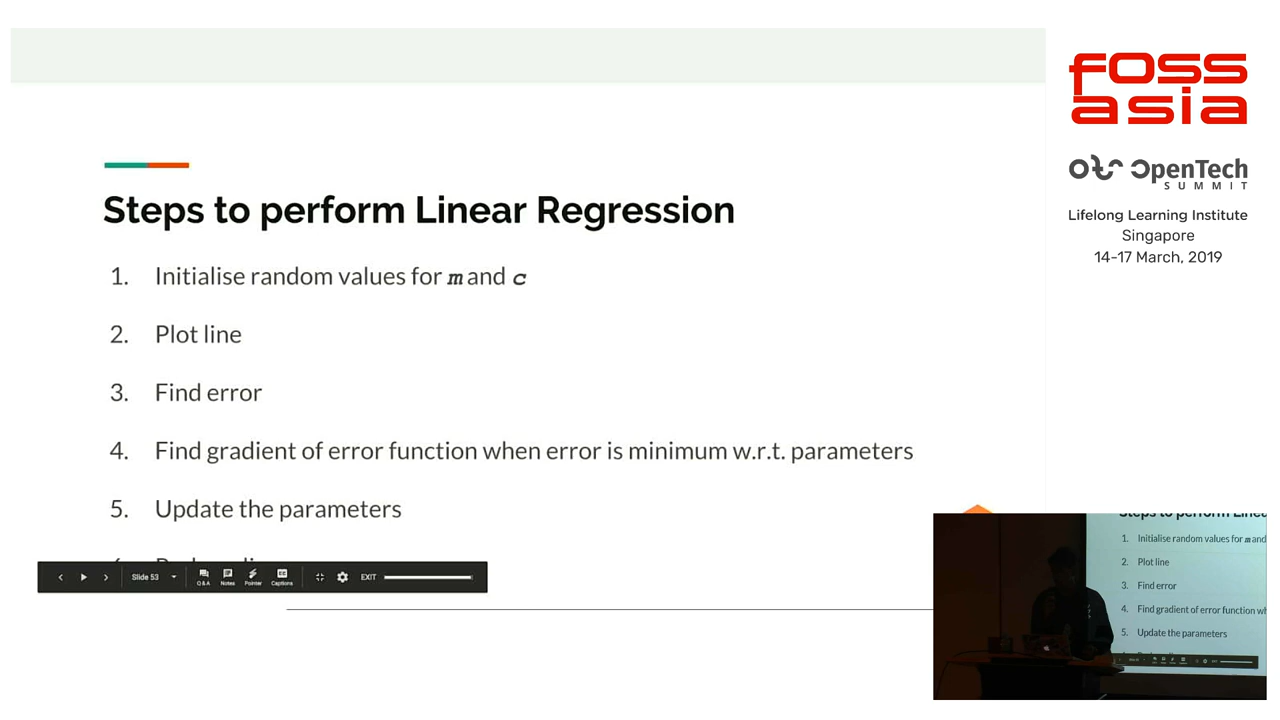 Steps to perform Linear Regression
1. Initialise random values for m and c
2. Plot line
3. Find error
4. Find gradient of error function when error is minimum w.r.t. parameters
5. Update the parameters
Slide 53
Q&A
Notes
Pointer
Captions
EXIT
foss
asia
OpenTech
SUMMIT
Lifelong Learning Institute
Singapore
14-17 March, 2019
Steps to perform
1. Initialise random values for m and
2. Plot line
3. Find error
4. Find gradient of error function
5. Update the parameters